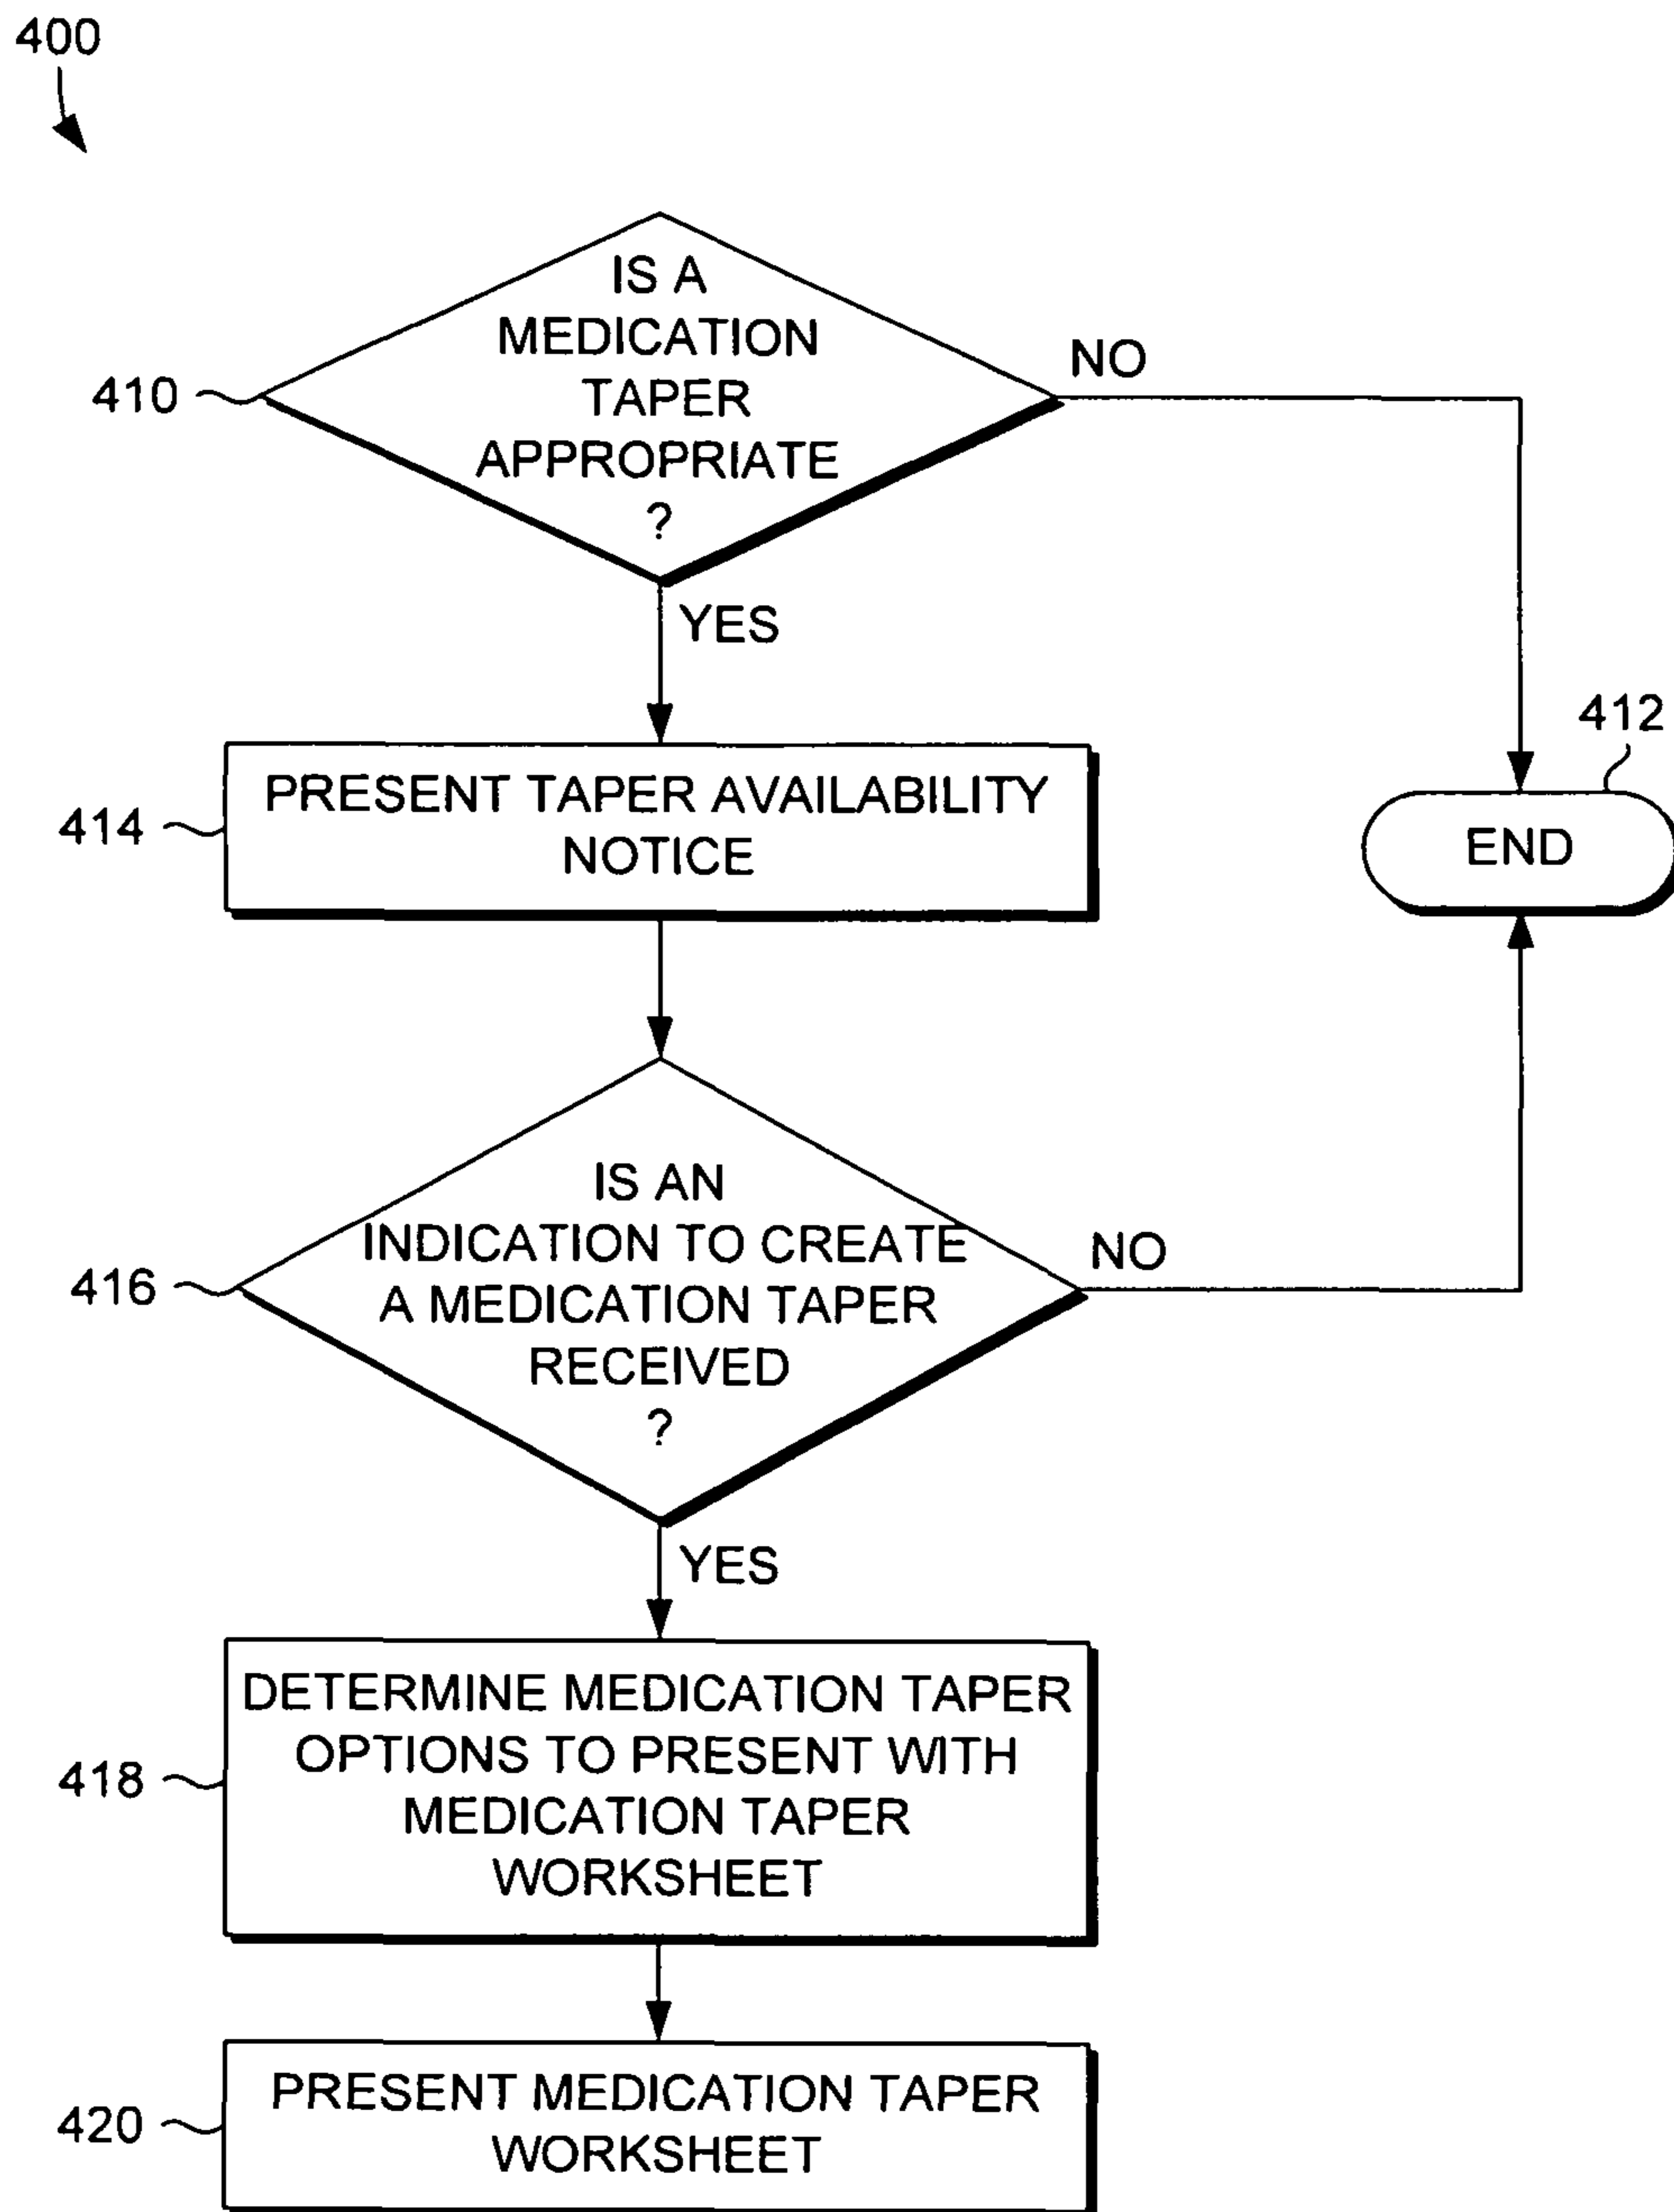 400
IS A
MEDICATION
TAPER
APPROPRIATE
?
410
NO
YES
412
END
414
PRESENT TAPER AVAILABILITY
NOTICE
IS AN
INDICATION TO CREATE
A MEDICATION TAPER
RECEIVED
?
416
NO
YES
418
DETERMINE MEDICATION TAPER
OPTIONS TO PRESENT WITH
MEDICATION TAPER
WORKSHEET
420
PRESENT MEDICATION TAPER
WORKSHEET